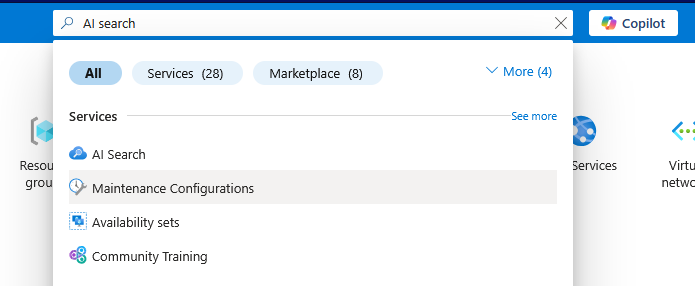 AI search
Copilot
All
Services (28)
Marketplace (8)
More (4)
Services
See more
AI Search
Maintenance Configurations
Availability sets
Community Training
Resou
grou
Services
Virtu
netwo